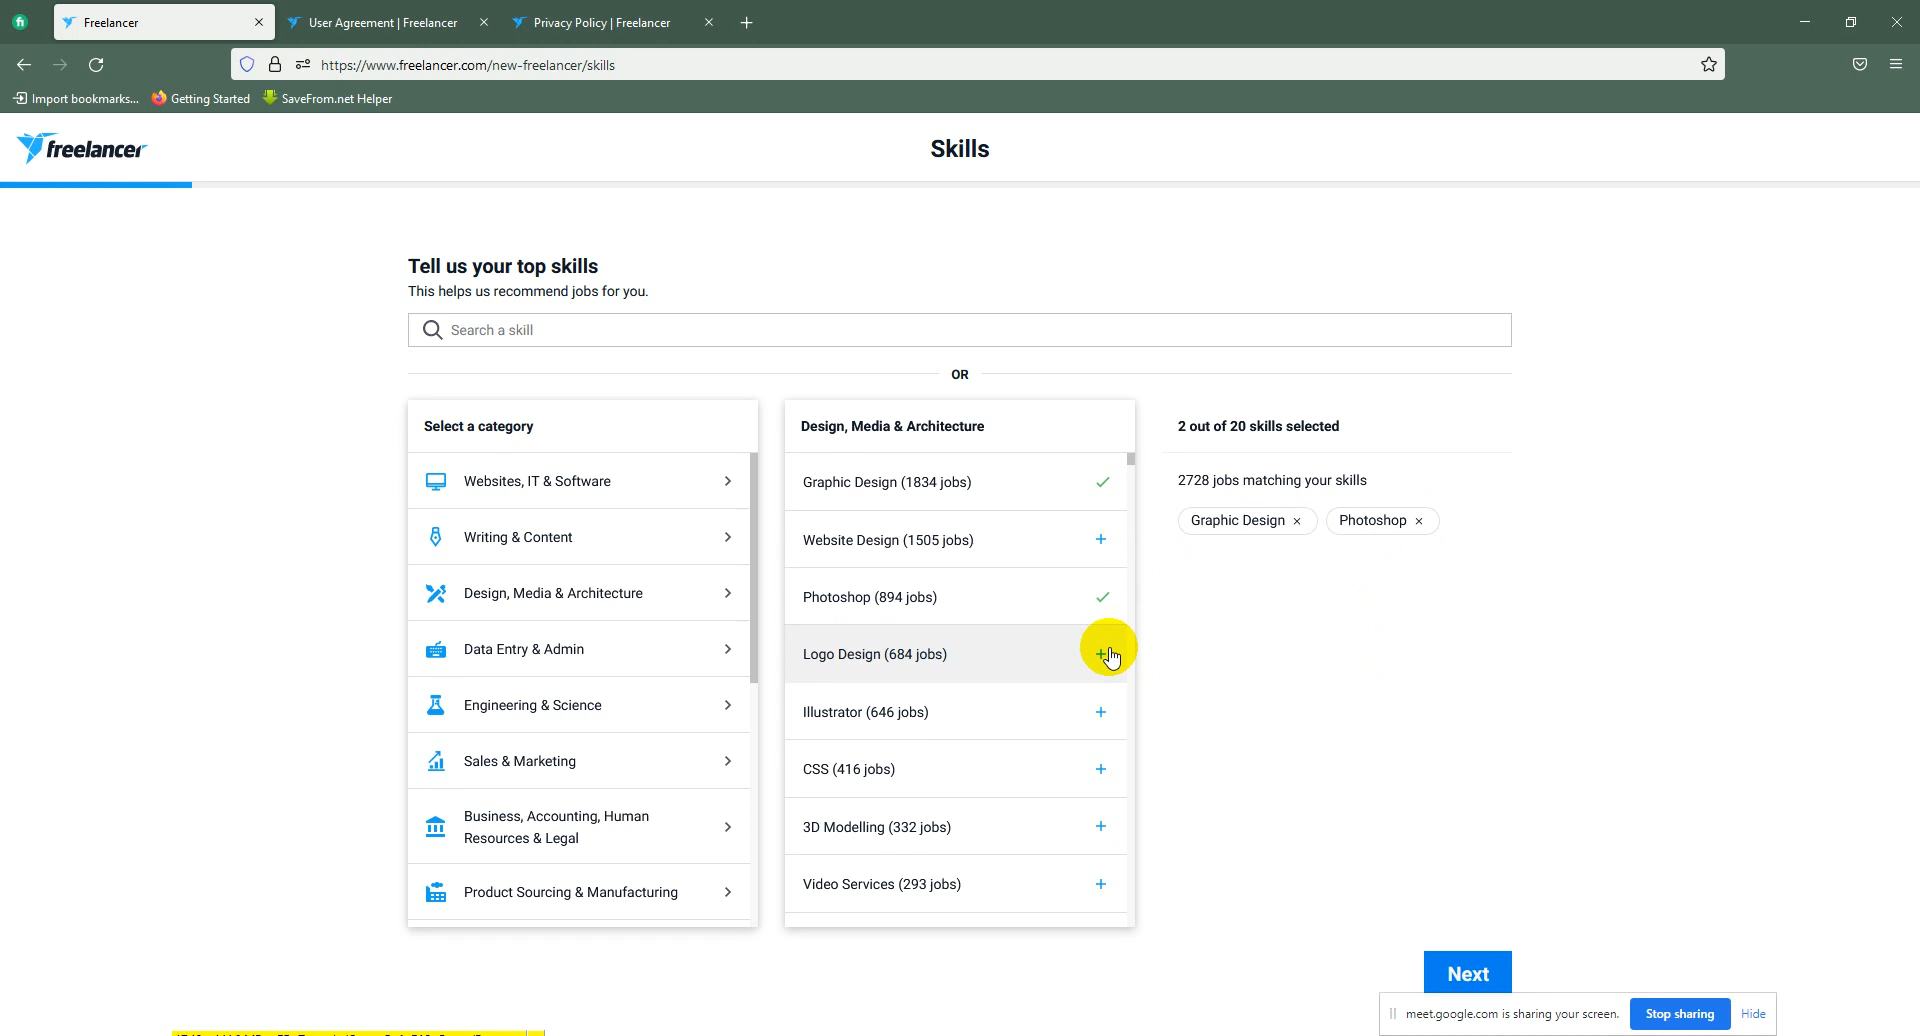 Freelancer
User Agreement | Freelancer
Privacy Policy | Freelancer
https://www.freelancer.com/new-freelancer/skills
Import bookmarks...
Getting Started
SaveFrom.net Helper
freelancer
Skills
Tell us your top skills
This helps us recommend jobs for you.
Search a skill
OR
Select a category
Websites, IT & Software
Writing & Content
Design, Media & Architecture
Data Entry & Admin
Engineering & Science
Sales & Marketing
Business, Accounting, Human
Resources & Legal
Product Sourcing & Manufacturing
Design, Media & Architecture
Graphic Design (1834 jobs)
Website Design (1505 jobs)
Photoshop (894 jobs)
Logo Design (684 jobs)
Illustrator (646 jobs)
CSS (416 jobs)
3D Modelling (332 jobs)
Video Services (293 jobs)
2 out of 20 skills selected
2728 jobs matching your skills
Graphic Design ×
Photoshop ×
Next
meet.google.com is sharing your screen.
Stop sharing
Hide